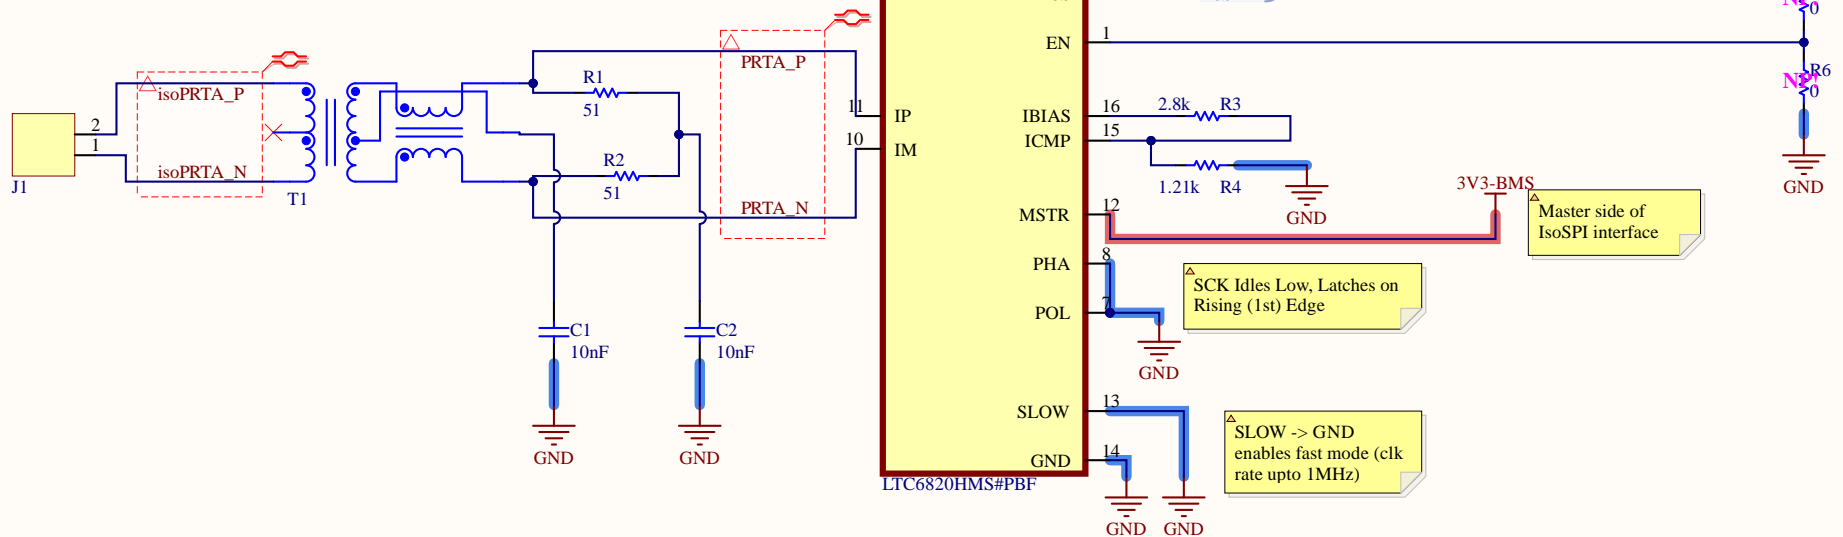 EN
1
0
R6
0
isoPRTA_P
PRTA_P
R1
51
2
1
J1
isoPRTA_N
T1
R2
51
PRTA_N
11
IP
10
IM
IBIAS
16
2.8k
R3
ICMP
15
1.21k
R4
GND
GND
MSTR
12
3V3-BMS
Master side of
IsoSPI interface
PHA
8
SCK Idles Low, Latches on
Rising (1st) Edge
POL
7
GND
C1
10nF
C2
10nF
GND
GND
SLOW
13
SLOW -> GND
enables fast mode (clk
rate upto 1MHz)
GND
14
LTC6820HMS#PBF
GND
GND